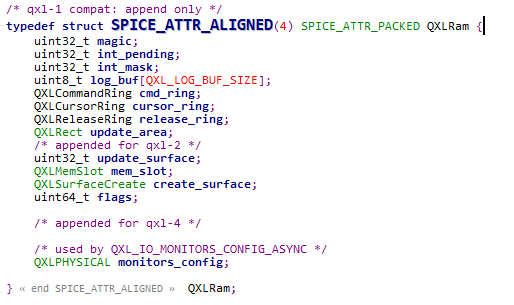 /* qxl-1 compat: append only */
typedef struct SPICE_ATTR_ALIGNED(4) SPICE_ATTR_PACKED QXLRam {
uint32_t magic;
uint32_t int_pending;
uint32_t int_mask;
uint8_t log_buf[QXL_LOG_BUF_SIZE];
QXLCommandRing cmd_ring;
QXLCursorRing cursor_ring;
QXLReleaseRing release_ring;
QXLRect update_area;
/* appended for qxl-2 */
uint32_t update_surface;
QXLMemSlot mem_slot;
QXLSurfaceCreate create_surface;
uint64_t flags;
/* appended for qxl-4 */
/* used by QXL_IO_MONITORS_CONFIG_ASYNC */
QXLPHYSICAL monitors_config;
} « end SPICE_ATTR_ALIGNED » QXLRam;